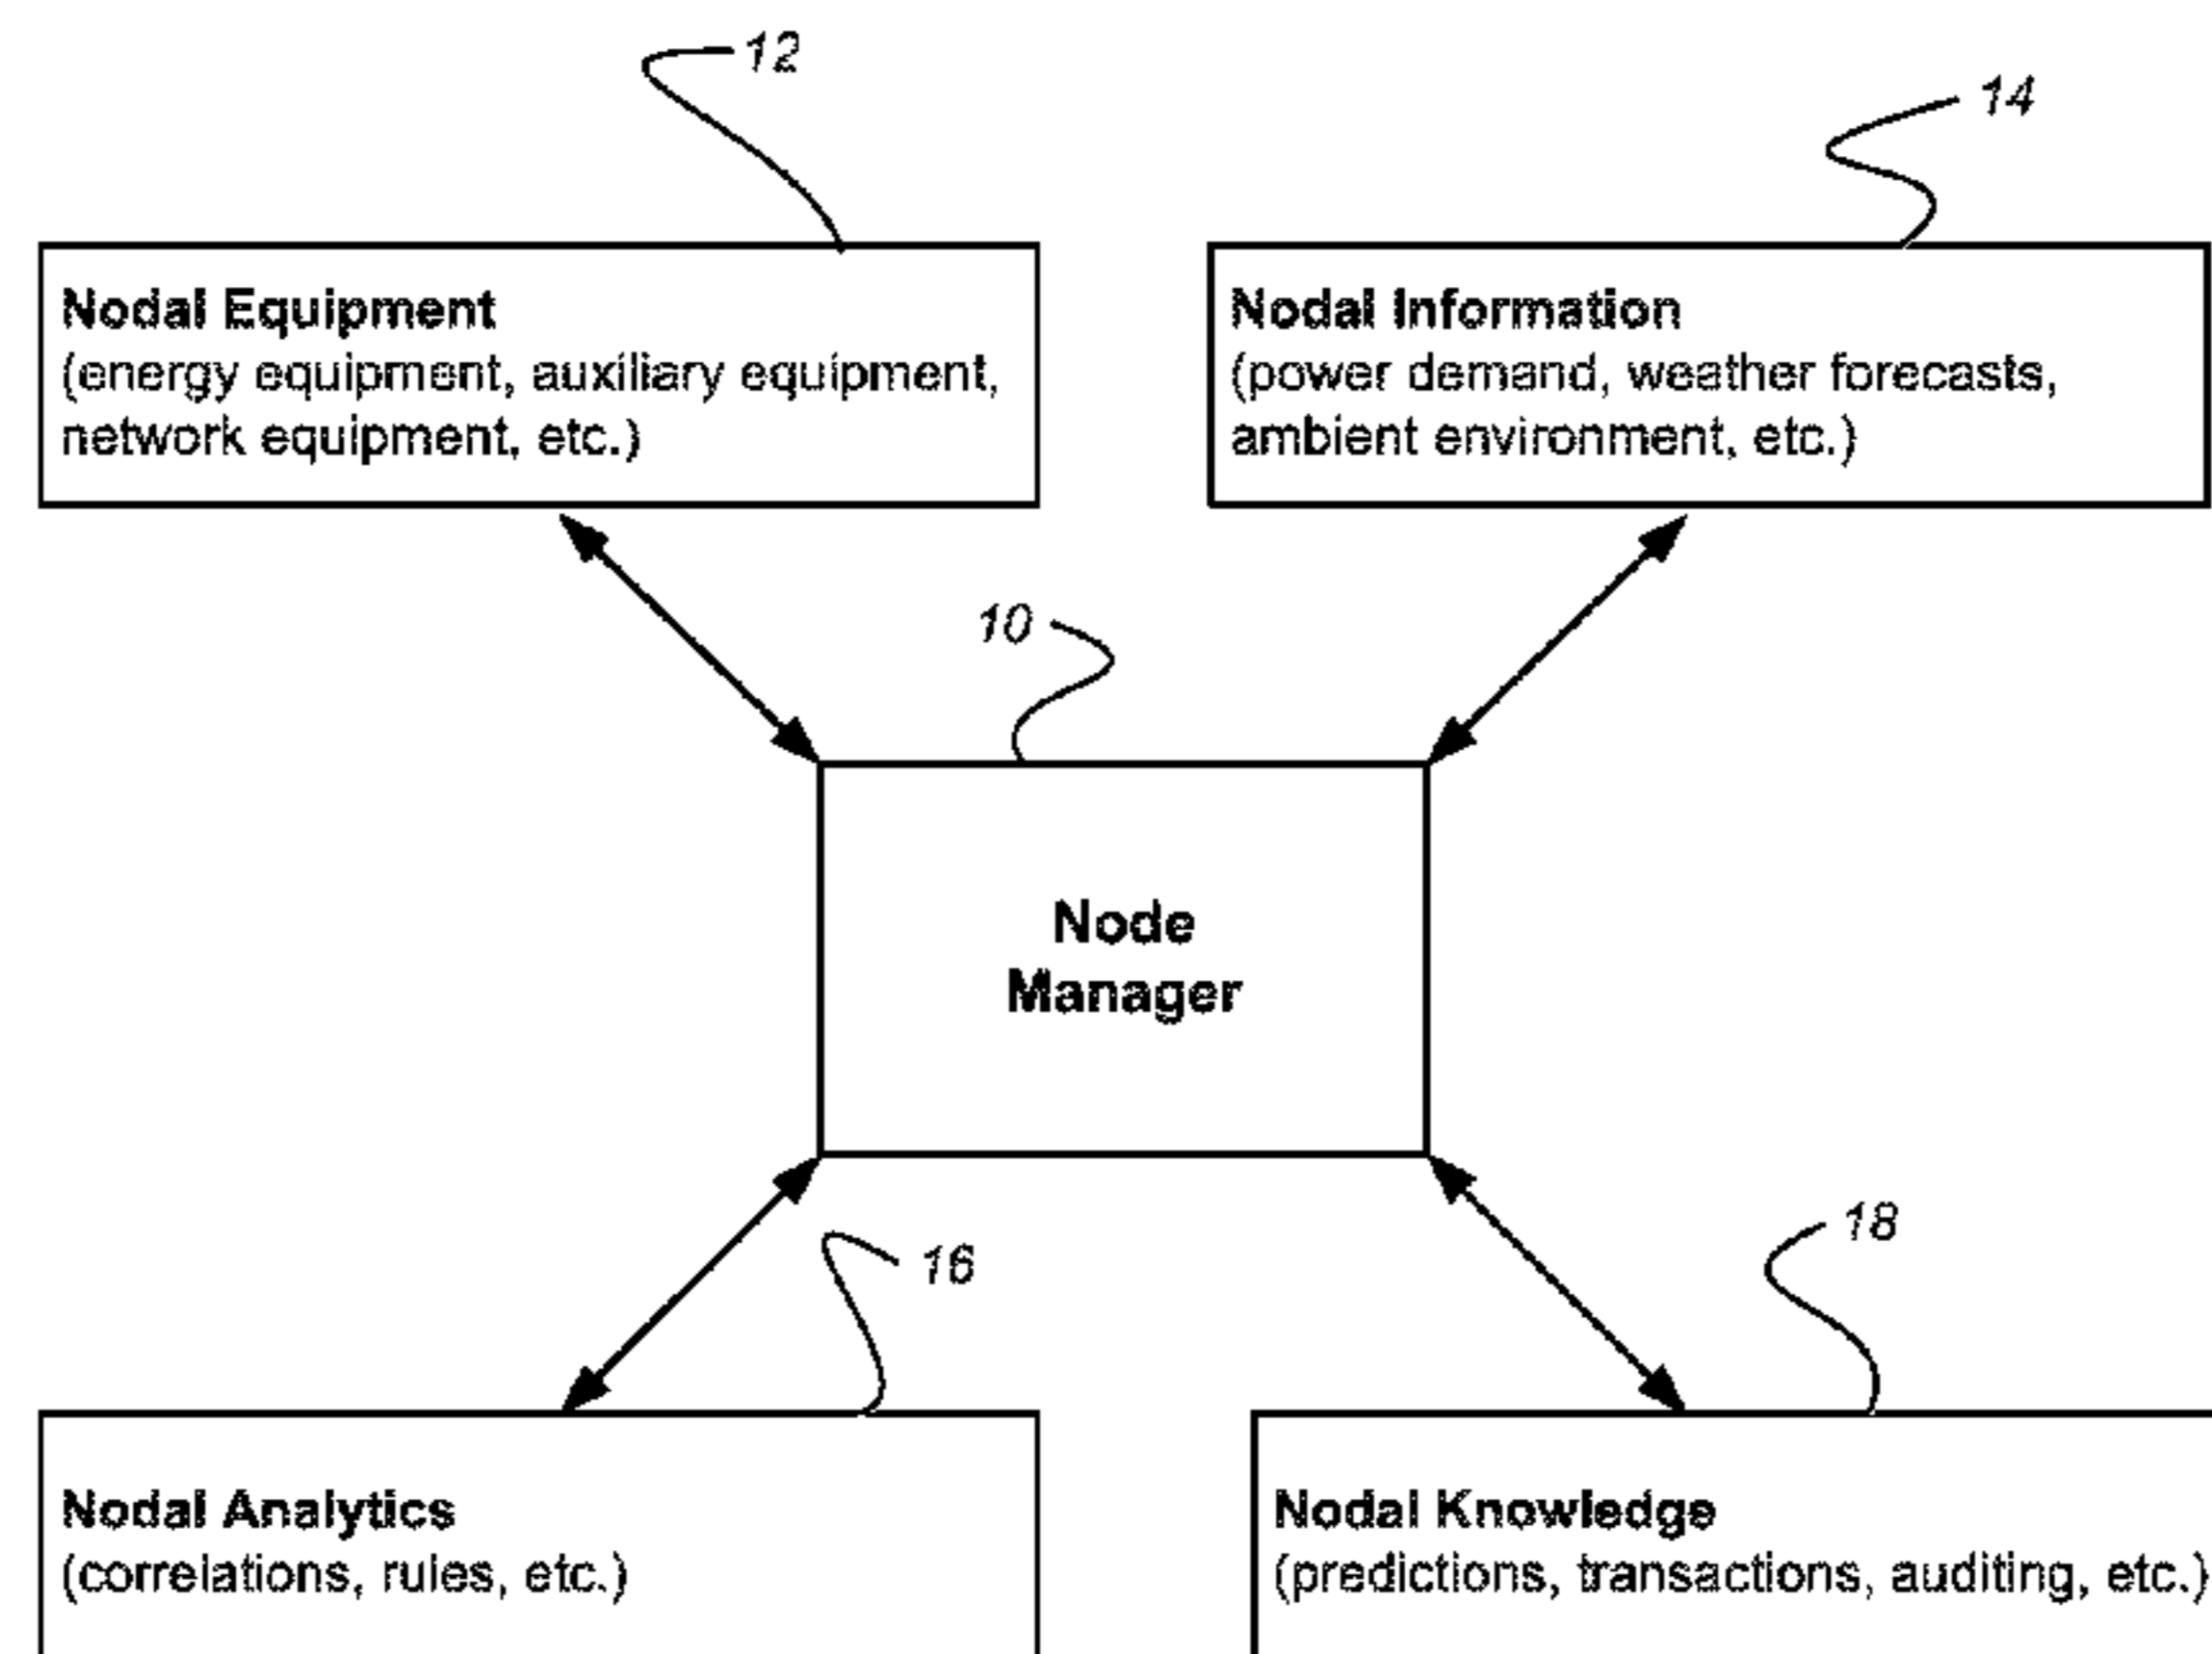 12
14
Nodal Equipment
(energy equipment, auxiliary equipment,
network equipment, etc.)
Nodal Information
(power demand, weather forecasts,
ambient environment, etc.)
10
Node
Manager
16
18
Nodal Analytics
(correlations, rules, etc.)
Nodal Knowledge
(predictions, transactions, auditing, etc.)